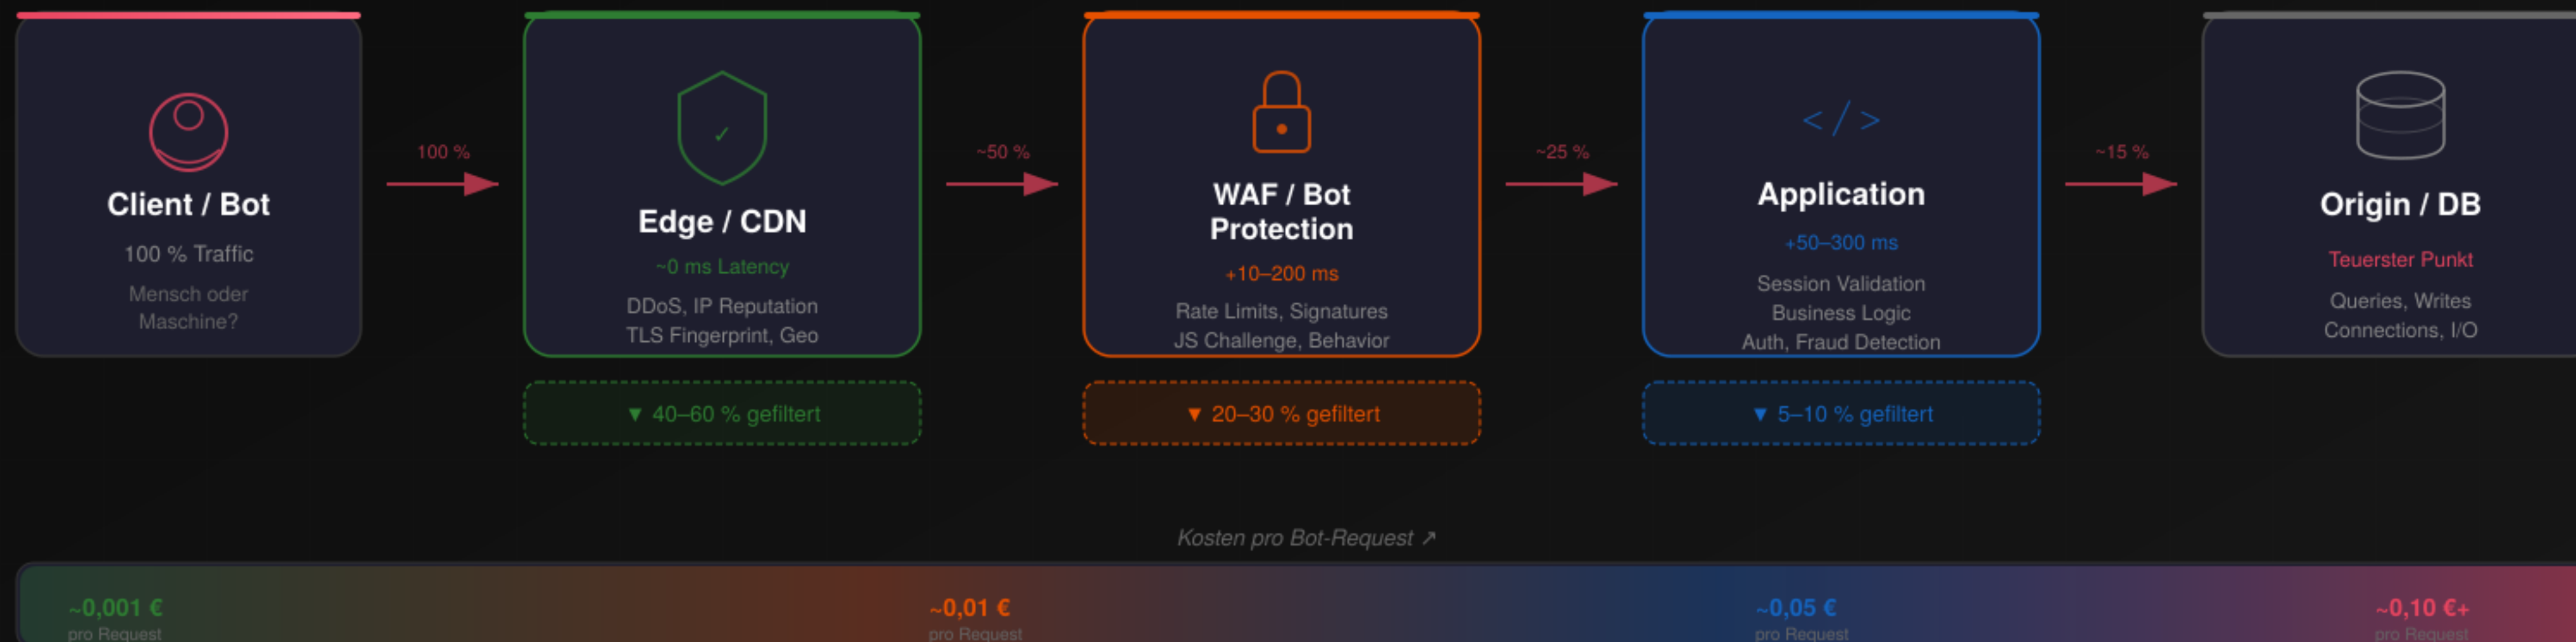 Client / Bot
100 % Traffic
Mensch oder
Maschine?
100 %
✓
Edge / CDN
~0 ms Latency
DDoS, IP Reputation
TLS Fingerprint, Geo
▼ 40–60 % gefiltert
~50 %
WAF / Bot
Protection
+10–200 ms
Rate Limits, Signatures
JS Challenge, Behavior
▼ 20–30 % gefiltert
~25 %
</>
Application
+50–300 ms
Session Validation
Business Logic
Auth, Fraud Detection
▼ 5–10 % gefiltert
~15 %
Origin / DB
Teuerster Punkt
Queries, Writes
Connections, I/O
Kosten pro Bot-Request ↗
~0,001 €
pro Request
~0,01 €
pro Request
~0,05 €
pro Request
~0,10 €+
pro Request